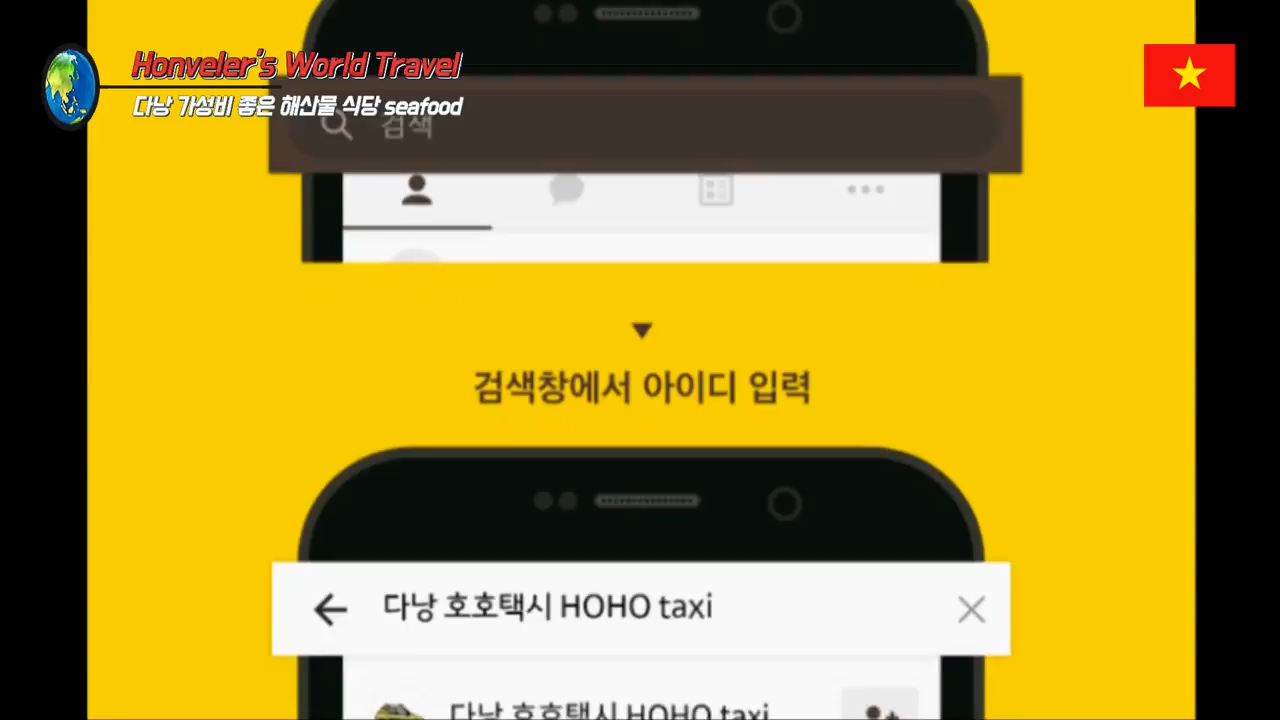 Honveler's World Travel
다낭 가성비 좋은 해산물 식당 seafood
검색
검색창에서 아이디 입력
다낭 호호택시 HOHO taxi
다낭 호호택시 HOHO taxi